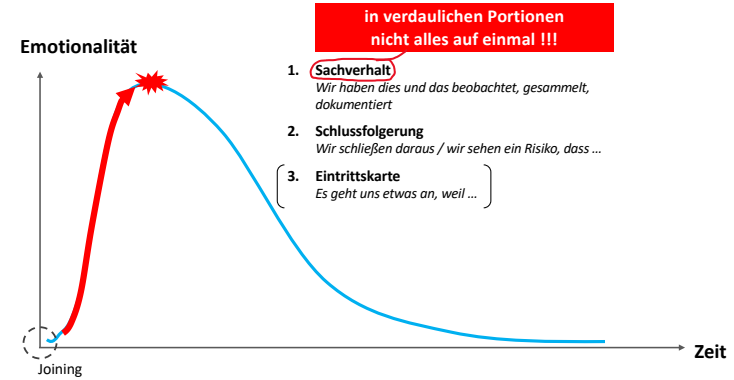 in verdaulichen Portionen
nicht alles auf einmal !!!
Emotionalität
1. Sachverhalt
Wir haben dies und das beobachtet, gesammelt,
dokumentiert
2. Schlussfolgerung
Wir schließen daraus / wir sehen ein Risiko, dass ...
3. Eintrittskarte
Es geht uns etwas an, weil ...
Zeit
Joining